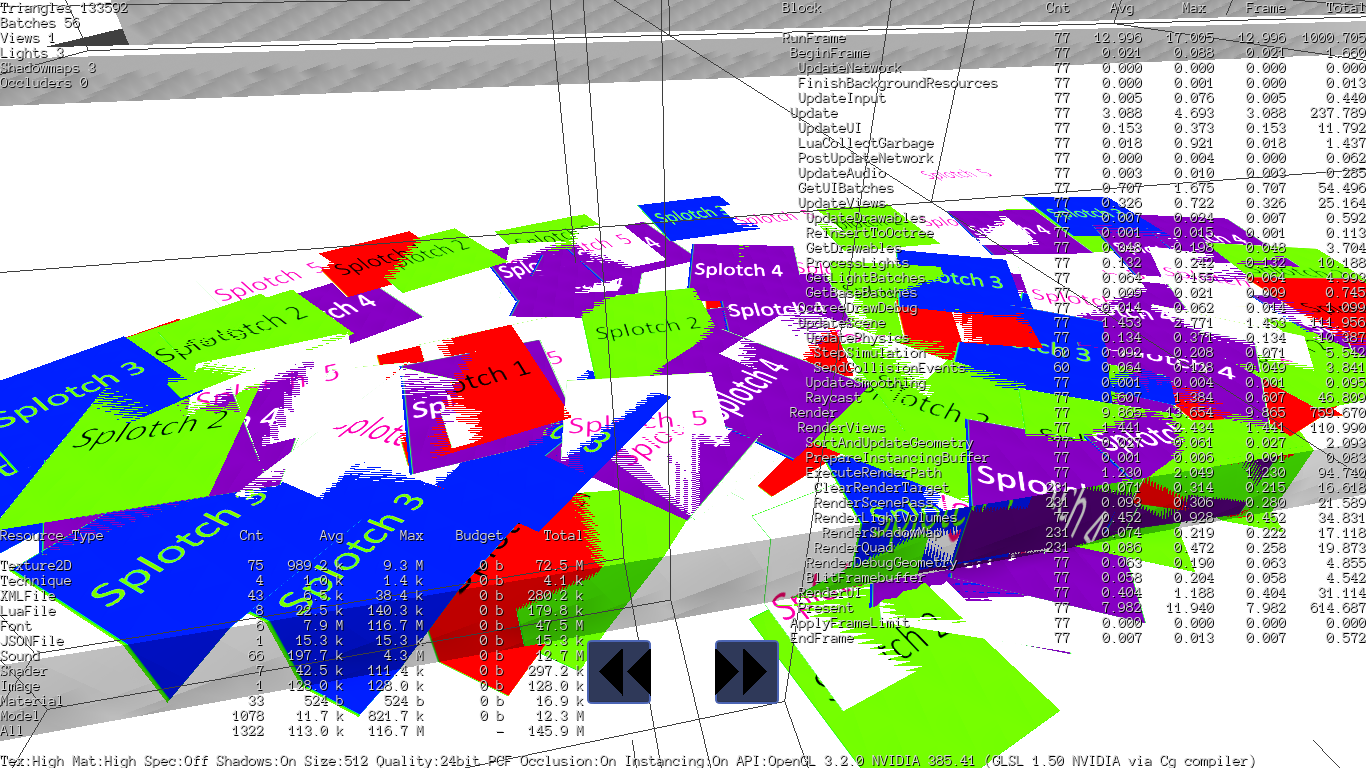 Triangles 133592
Batches 56
Views 1
Lights 3
Shadowmaps 3
Occluders 0
Block Cnt Avg Max Frame Total
RunFrame 77 12.996 17.005 12.996 1000.705
BeginFrame 77 0.021 0.088 0.021
UpdateNetwork 77 0.000 0.000 0.000 0.000
FinishBackgroundResources 77 0.000 0.001 0.000 0.013
UpdateInput 77 0.005 0.076 0.005 0.440
Update 77 3.088 4.693 3.088 237.789
UpdateUI 77 0.153 0.373 0.153 11.792
LuaCollectGarbage 77 0.018 0.921 0.018 1.437
PostUpdateNetwork 77 0.000 0.004 0.000 0.062
UpdateAudio 77 0.003 0.010 0.003 0.285
GetUIBatches 77 0.707 1.675 0.707 54.496
UpdateViews 77 0.326 0.722 0.326 25.164
UpdateDrawables 77 0.007 0.034 0.007 0.592
ReinsertToOctree 77 0.001 0.015 0.001 0.113
GetDrawables 77 0.048 0.198 0.048 3.704
ProcessLights 77 0.132 0.242 0.132 10.188
GetLightBatches 77 0.064 0.155 0.064 4.990
GetBaseBatches 77 0.009 0.021 0.009 0.745
OctreeDrawDebug 77 0.014 0.062 0.014 1.099
UpdateScene 77 1.453 2.771 1.453 111.956
UpdatePhysics 77 0.134 0.371 0.134 10.387
StepSimulation 60 0.092 0.208 0.071 5.542
SendCollisionEvents 60 0.064 0.128 0.049 3.841
UpdateSmoothing 77 0.001 0.004 0.001 0.095
Raycast 77 0.607 1.384 0.607 46.809
Render 77 9.865 13.654 9.865 759.670
RenderViews 77 1.441 2.434 1.441 110.990
SortAndUpdateGeometry 77 0.027 0.061 0.027 2.093
PrepareInstancingBuffer 77 0.001 0.006 0.001 0.083
ExecuteRenderPath 77 1.230 2.049 1.230 94.740
ClearRenderTarget 231 0.071 0.314 0.215 16.618
RenderScenePass 231 0.093 0.306 0.280 21.589
RenderLightVolumes 77 0.452 0.928 0.452 34.831
RenderShadowMap 231 0.074 0.219 0.222 17.118
RenderQuad 231 0.086 0.472 0.258 19.873
RenderDebugGeometry 77 0.063 0.190 0.063 4.855
BlitFramebuffer 77 0.058 0.204 0.058 4.542
RenderUI 77 0.404 1.188 0.404 31.114
Present 77 7.982 11.940 7.982 614.687
ApplyFrameLimit 77 0.000 0.000 0.000 0.000
EndFrame 77 0.007 0.013 0.007 0.572
Splotch 5
Splotch 3
Splotch 2
Splotch 4
Splotch 5
Splotch 2
Splotch 4
Splotch 3
Splotch 2
Splotch 4
Splotch 2
Splotch 3
Splotch 2
Splotch 4
Splotch 3
Splotch 3
Resource Type Cnt Avg Max Budget Total
Texture2D 75 989.2 k 9.3 M 0 b 72.5 M
Technique 4 1.0 k 1.4 k 0 b 4.1 k
XMLFile 43 6.5 k 38.4 k 0 b 280.2 k
LuaFile 8 22.5 k 140.3 k 0 b 179.8 k
Font 6 7.9 M 116.7 M 0 b 47.5 M
JSONFile 1 15.3 k 15.3 k 0 b 15.3 k
Sound 66 197.7 k 4.3 M 0 b 12.7 M
Shader 7 42.5 k 111.4 k 0 b 297.2 k
Image 1 128.0 k 128.0 k 0 b 128.0 k
Material 33 524 b 524 b 0 b 16.9 k
Model 1078 11.7 k 821.7 k 0 b 12.3 M
All 1322 113.0 k 116.7 M - 145.9 M
Tex:High Mat:High Spec:Off Shadows:On Size:512 Quality:24bit PCF Occlusion:On Instancing:On API:OpenGL 3.2.0 NVIDIA 385.41 (GLSL 1.50 NVIDIA via Cg compiler)